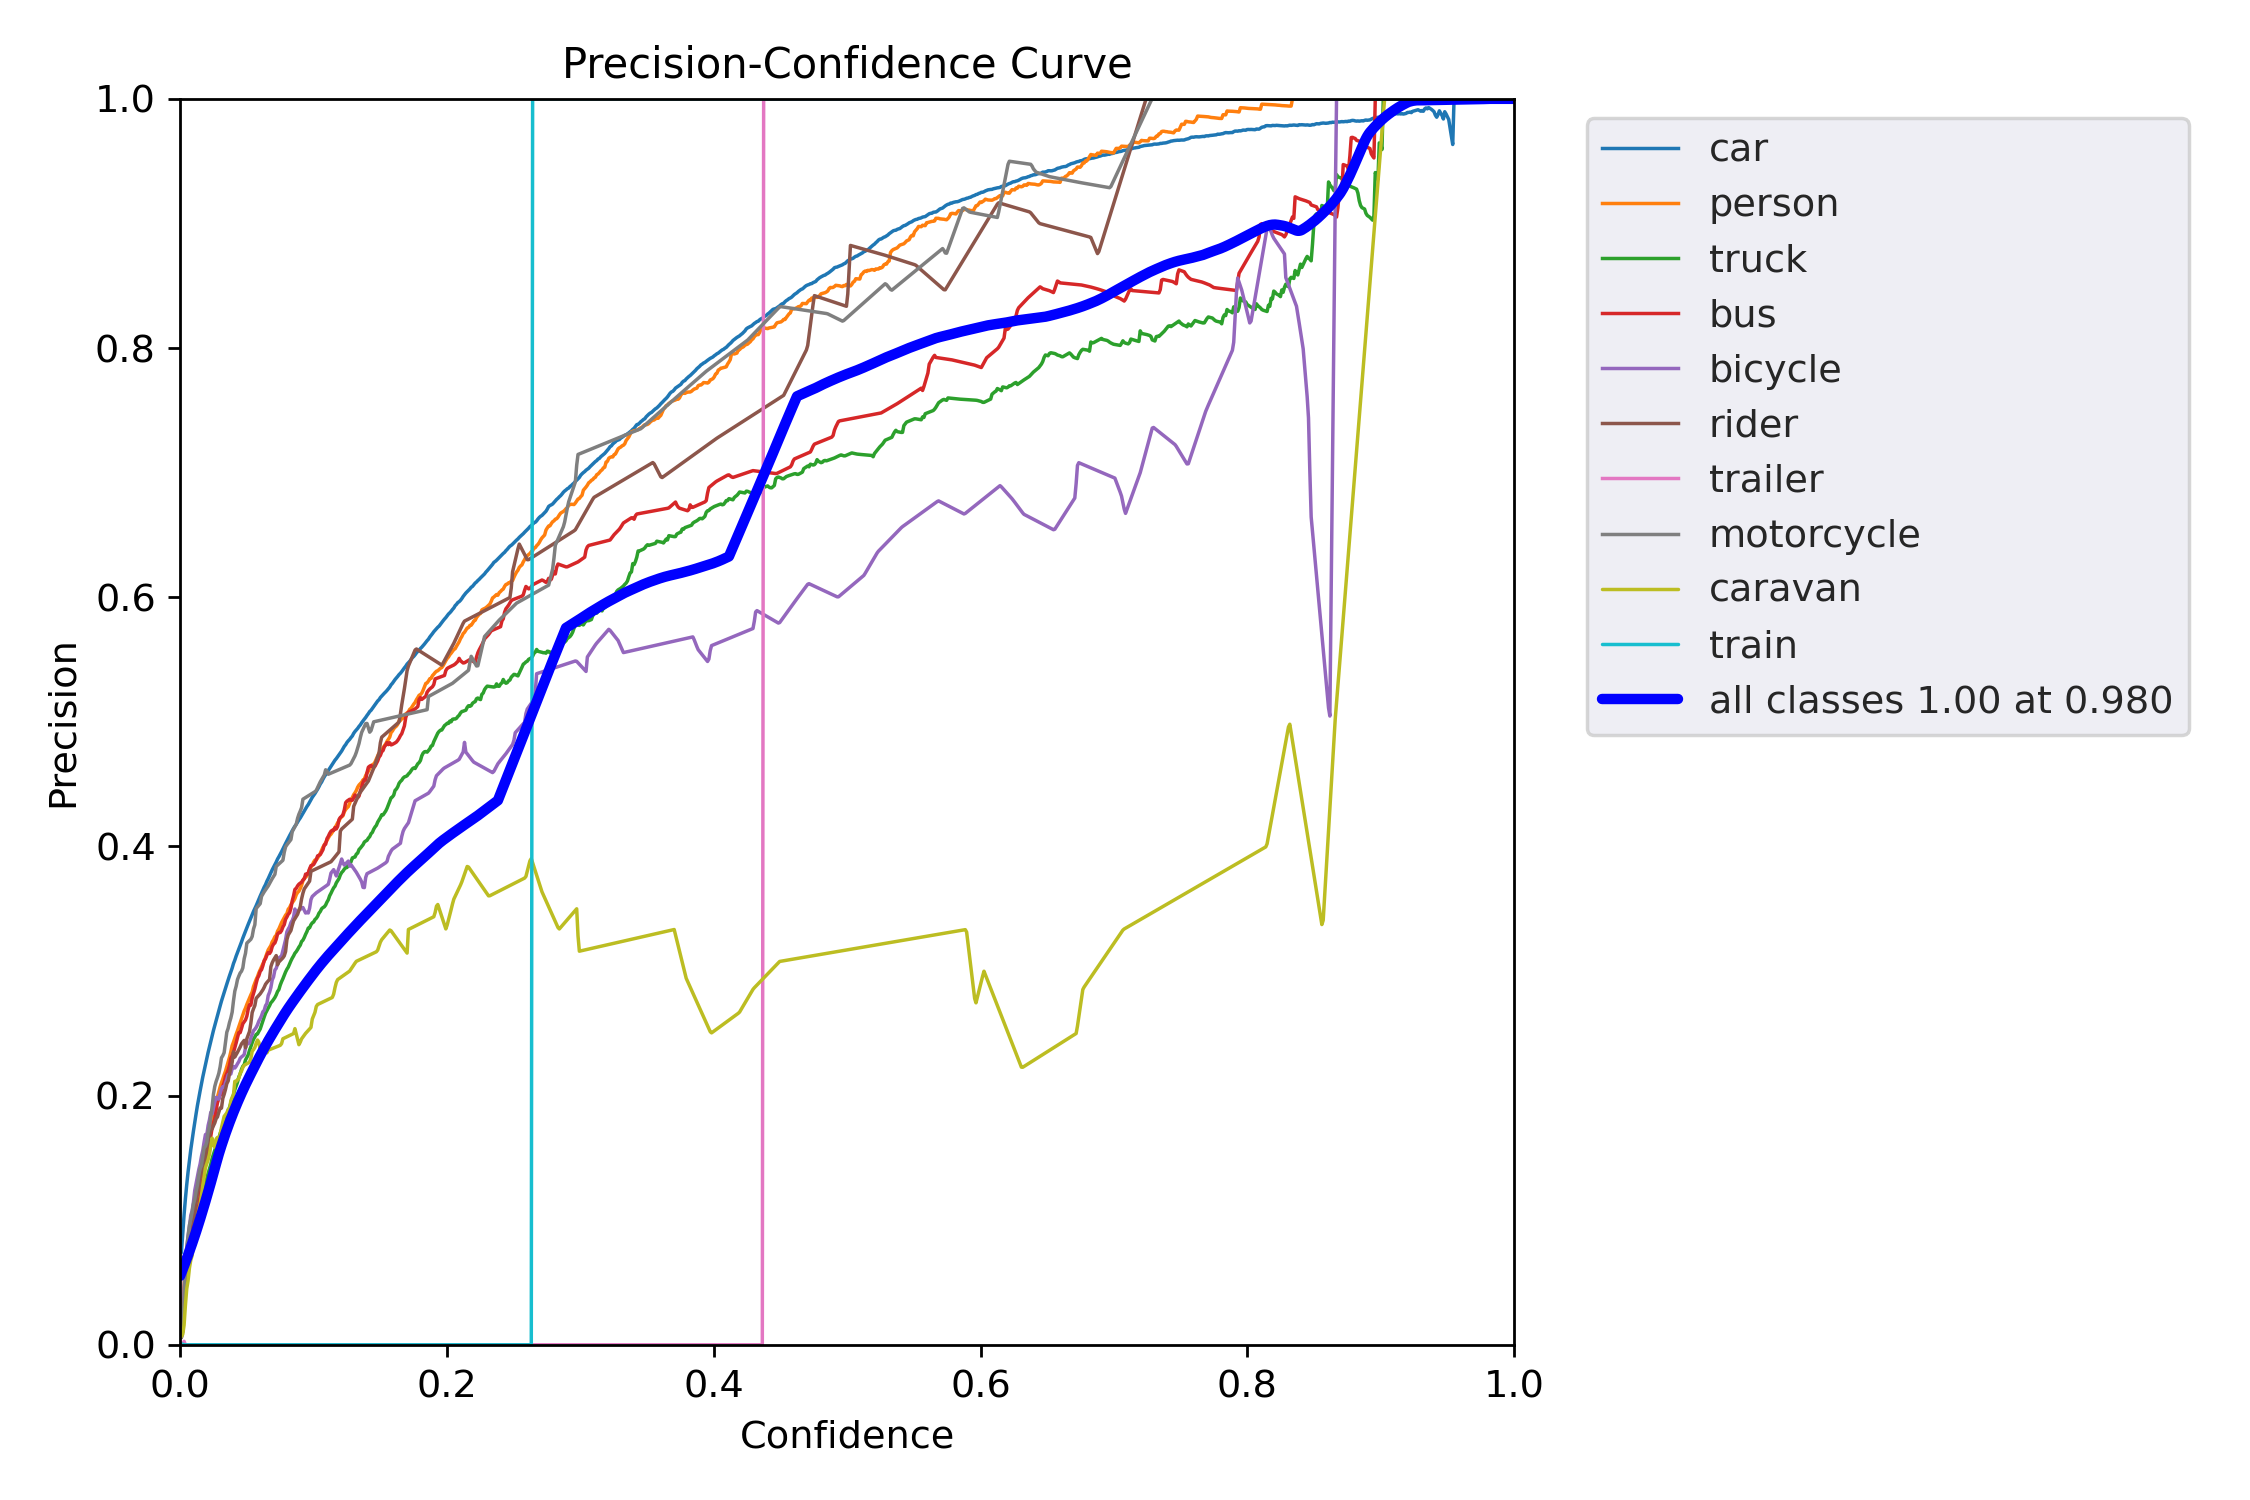 Precision-Confidence Curve
1.0
0.8
0.6
0.4
0.2
0.0
Precision
0.0 0.2 0.4 0.6 0.8 1.0
Confidence
car
person
truck
bus
bicycle
rider
trailer
motorcycle
caravan
train
all classes 1.00 at 0.980